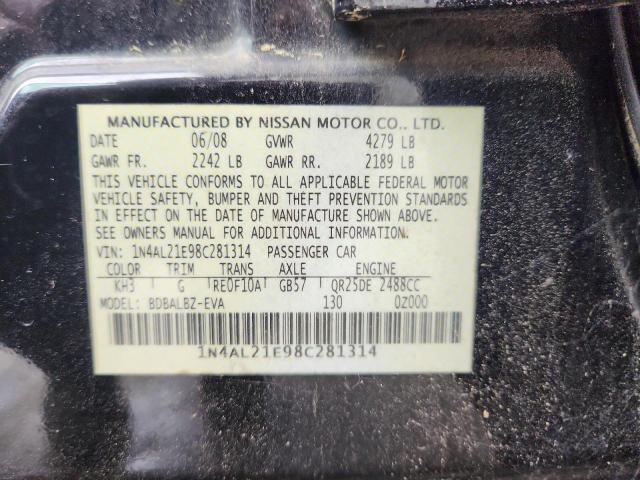 MANUFACTURED BY NISSAN MOTOR CO., LTD.
DATE 06/08 GVWR 4279 LB
GAWR FR. 2242 LB GAWR RR. 2189 LB
THIS VEHICLE CONFORMS TO ALL APPLICABLE FEDERAL MOTOR
VEHICLE SAFETY, BUMPER AND THEFT PREVENTION STANDARDS
IN EFFECT ON THE DATE OF MANUFACTURE SHOWN ABOVE.
SEE OWNERS MANUAL FOR ADDITIONAL INFORMATION.
VIN: 1N4AL21E98C281314 PASSENGER CAR
COLOR TRIM TRANS AXLE ENGINE
KH3 G RE0F10A GB57 QR25DE 2488CC
MODEL: BDBALBZ-EVA 130 0Z000
1N4AL21E98C281314